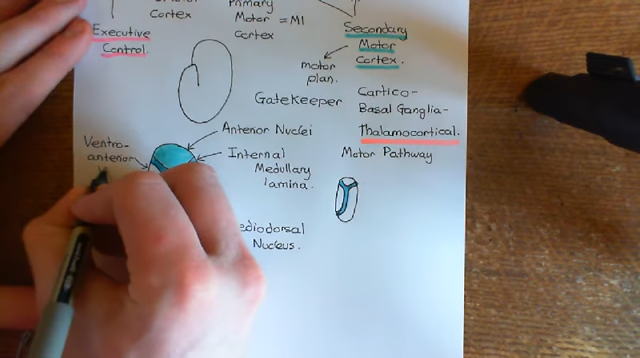 Cortex
Primary
Motor = M1
Cortex
Executive
Control.
Secondary
Motor
Cortex.
motor
plan.
Gatekeeper
Cortico-
Basal Ganglia-
Thalamocortical.
Motor Pathway
Anterior Nuclei
Ventro-
anterior
Internal
Medullary
lamina.
Nucleus.